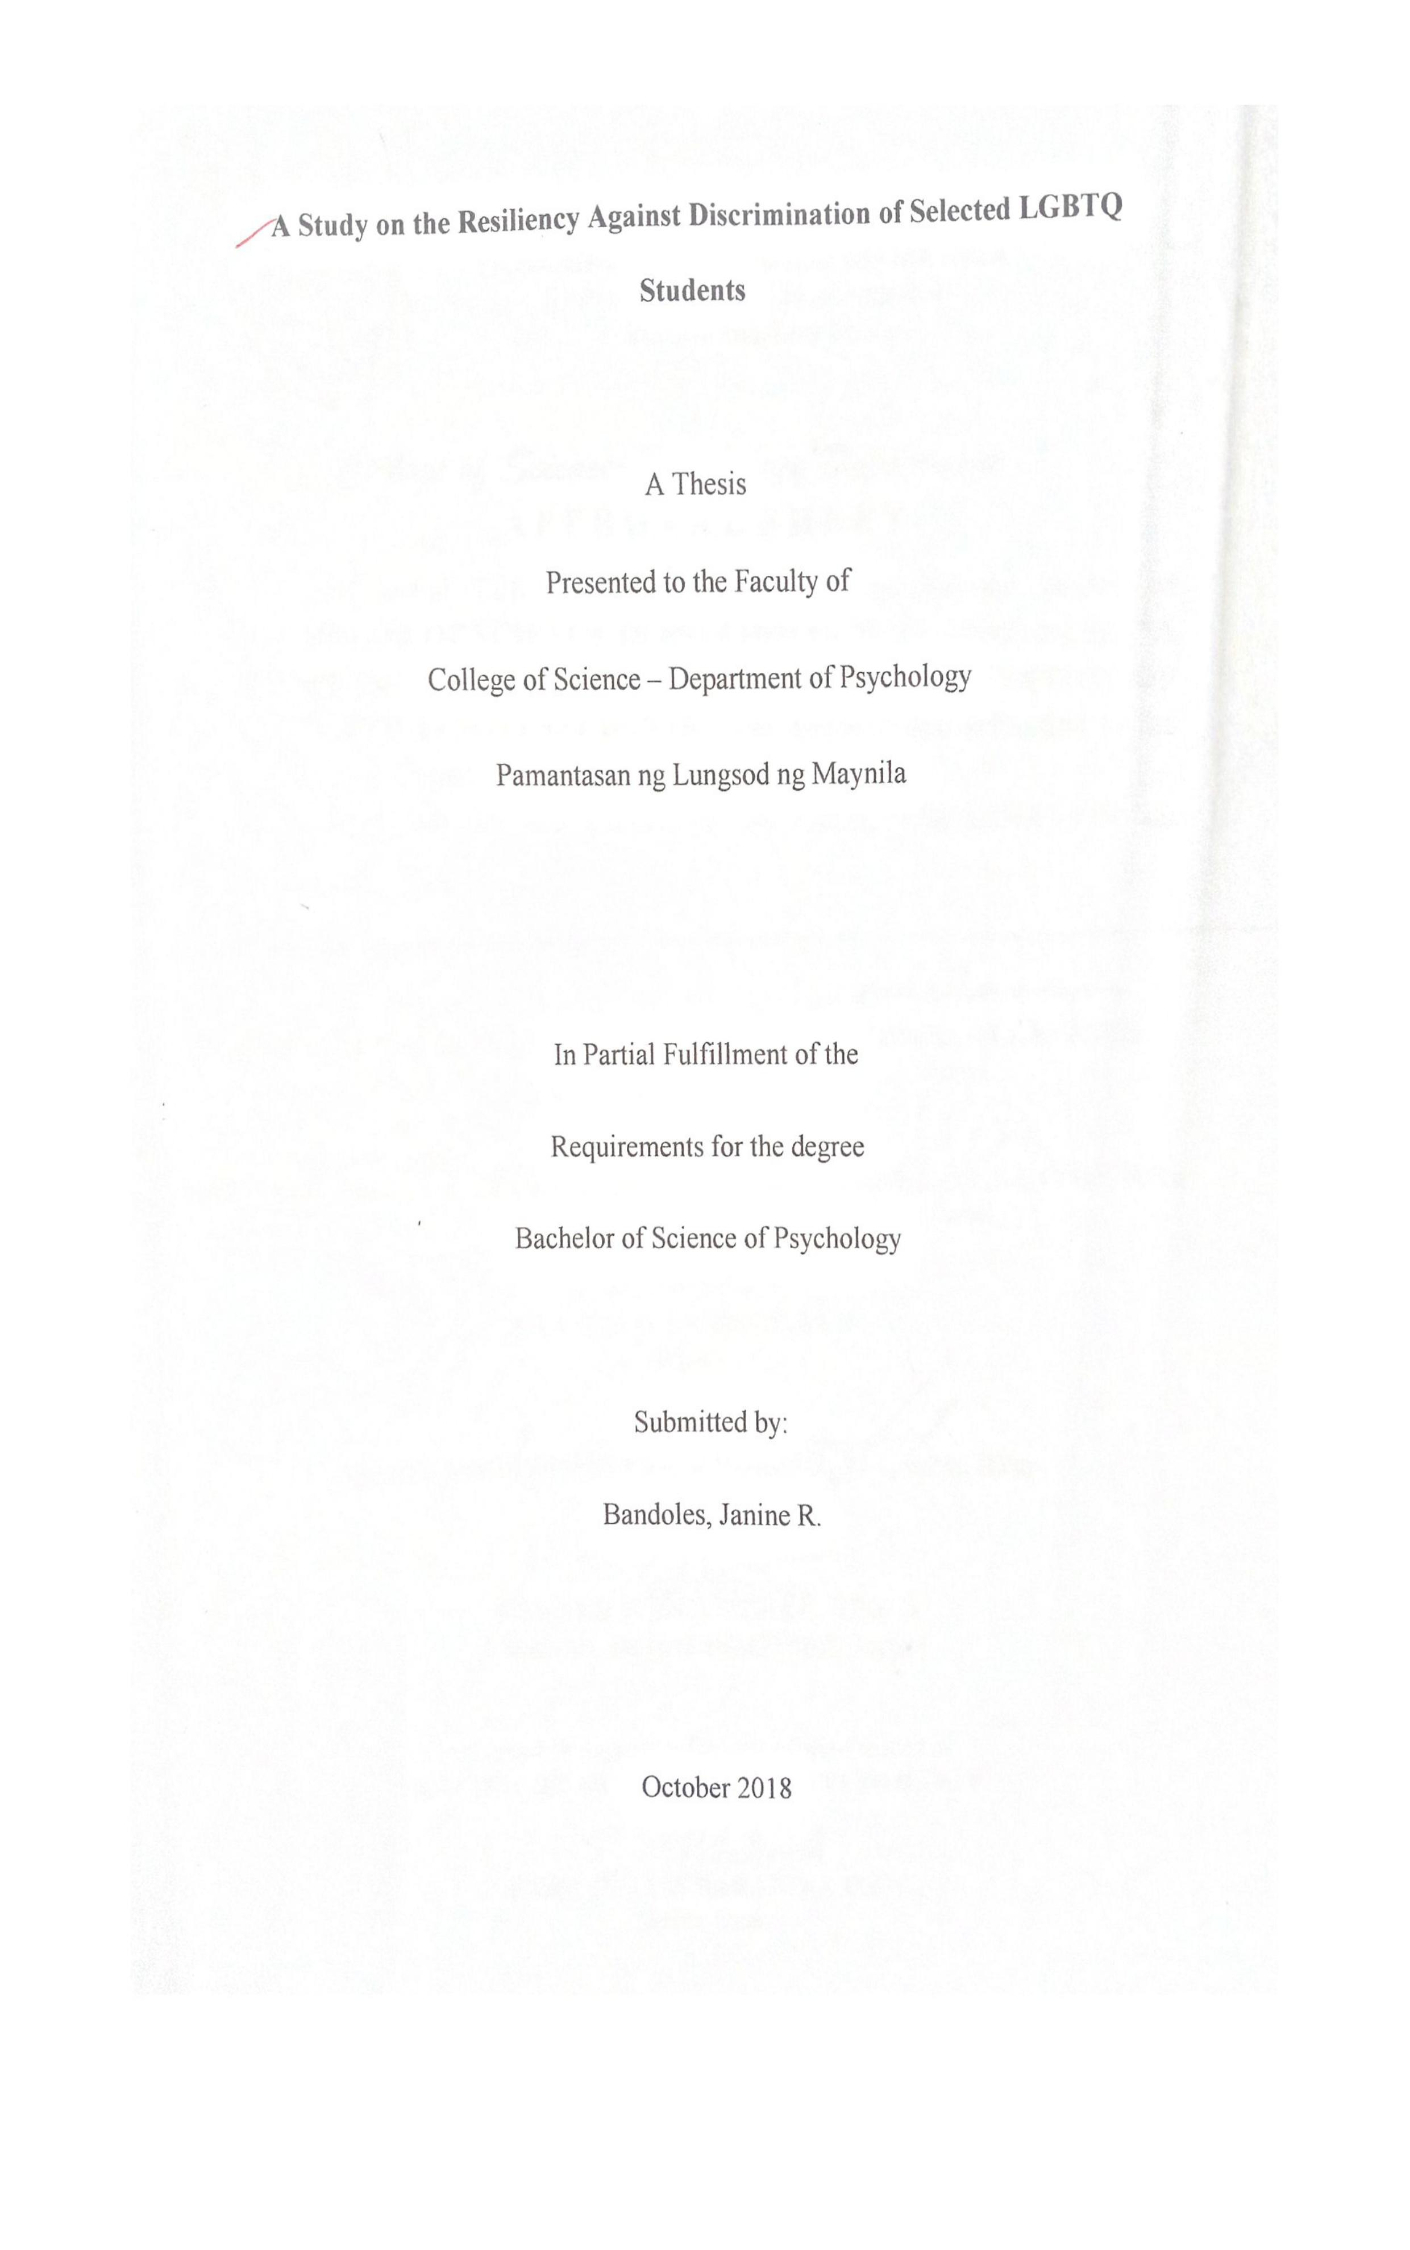 A Study on the Resiliency Against Discrimination of Selected LGBTQ
Students
A Thesis
Presented to the Faculty of
College of Science – Department of Psychology
Pamantasan ng Lungsod ng Maynila
In Partial Fulfillment of the
Requirements for the degree
Bachelor of Science of Psychology
Submitted by:
Bandoles, Janine R.
October 2018